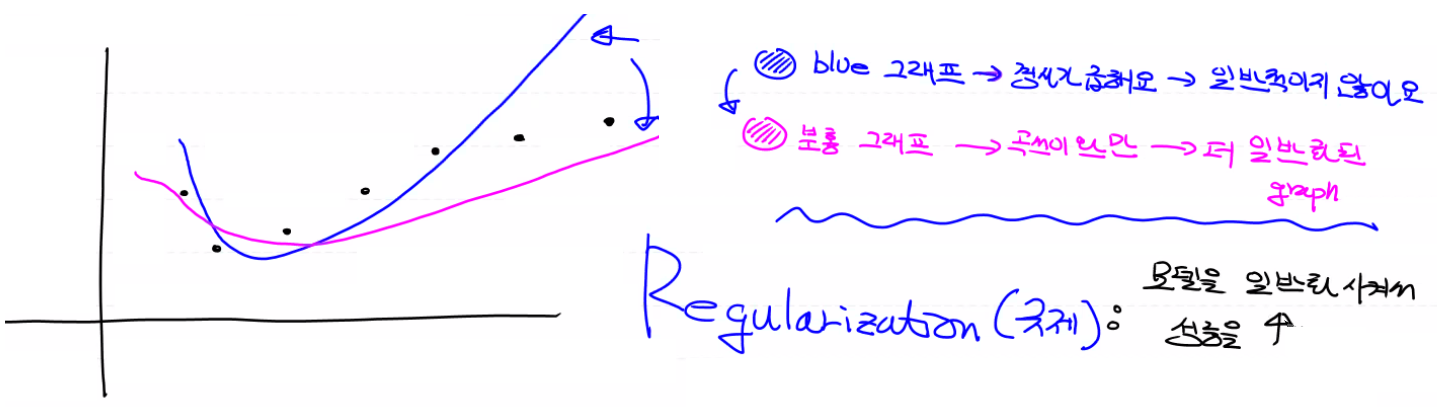 blue 그래프 → 경사가 급해요 → 일반적이지 않아요
분홍 그래프 → 곡선이 완만 → 더 일반화된
graph
Regularization (규제):
모델을 일반화 시켜서
성능을 ↑